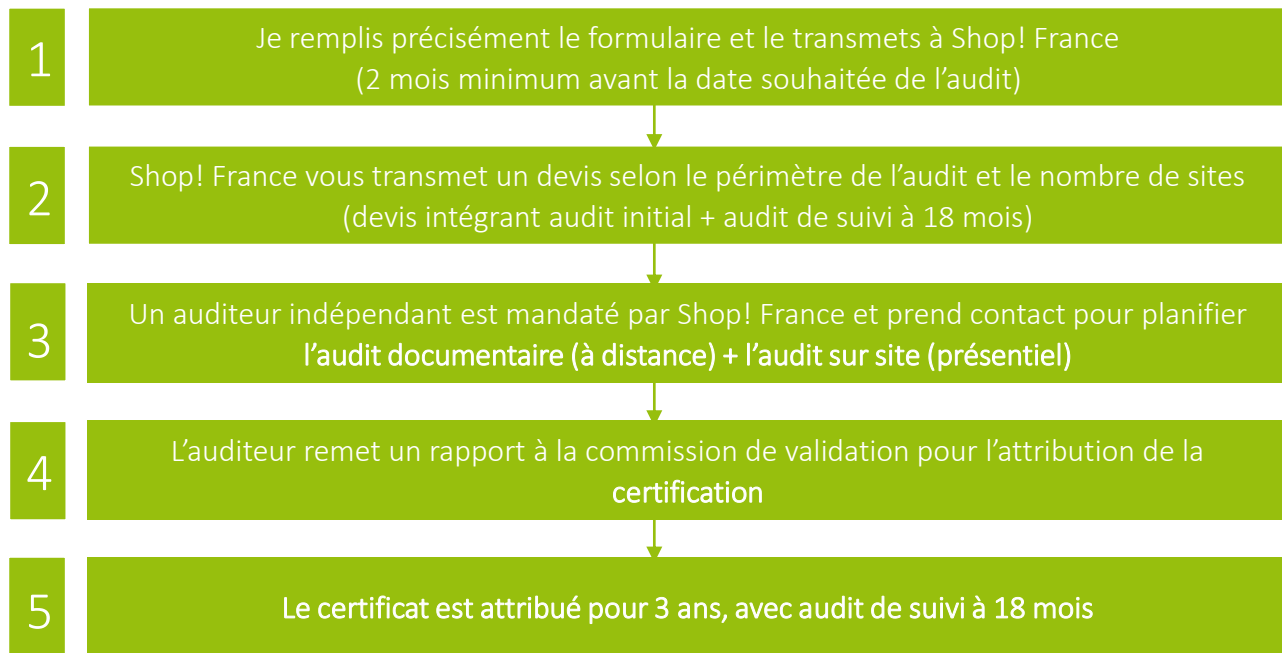 1
Je remplis précisément le formulaire et le transmets à Shop! France
(2 mois minimum avant la date souhaitée de l’audit)
2
Shop! France vous transmet un devis selon le périmètre de l’audit et le nombre de sites
(devis intégrant audit initial + audit de suivi à 18 mois)
3
Un auditeur indépendant est mandaté par Shop! France et prend contact pour planifier
l’audit documentaire (à distance) + l’audit sur site (présentiel)
4
L’auditeur remet un rapport à la commission de validation pour l’attribution de la
certification
5
Le certificat est attribué pour 3 ans, avec audit de suivi à 18 mois